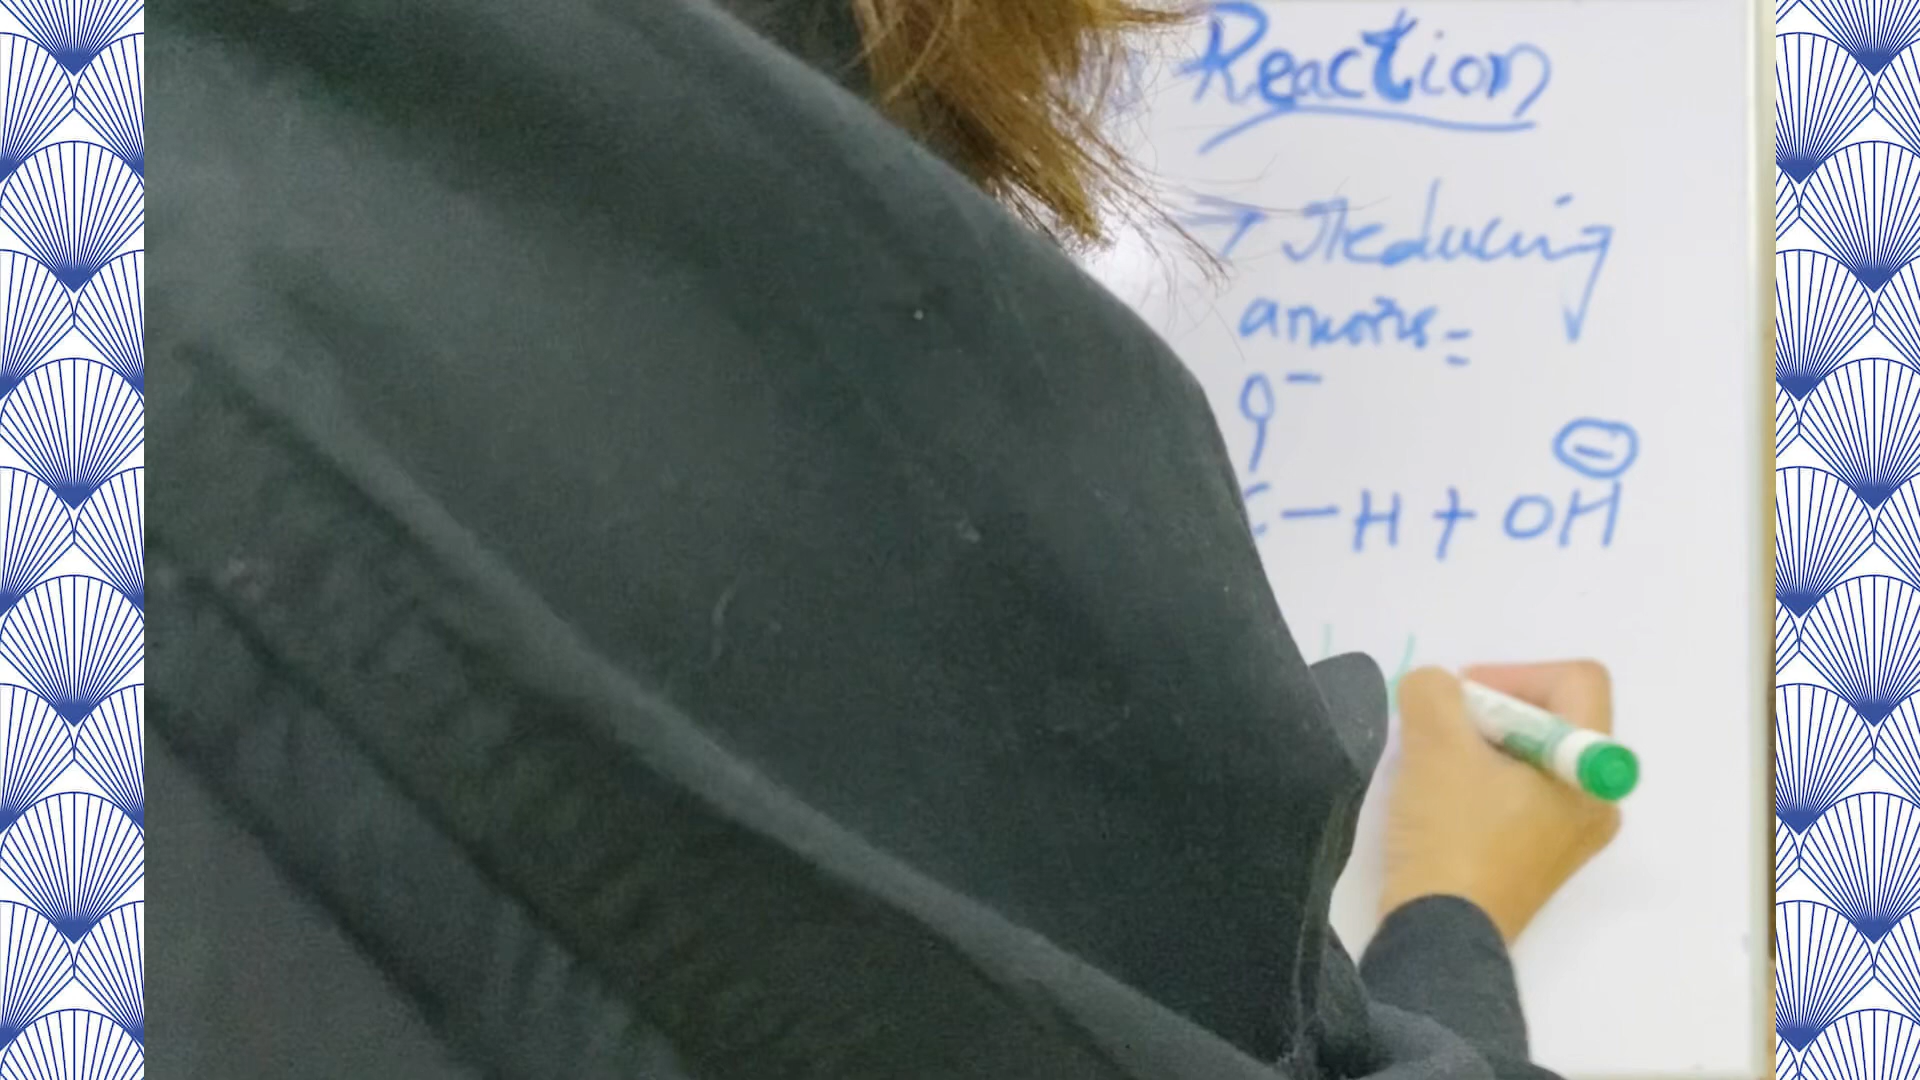 Reaction
→ Reducing
anions =
O⁻
C - H + OH ⊖